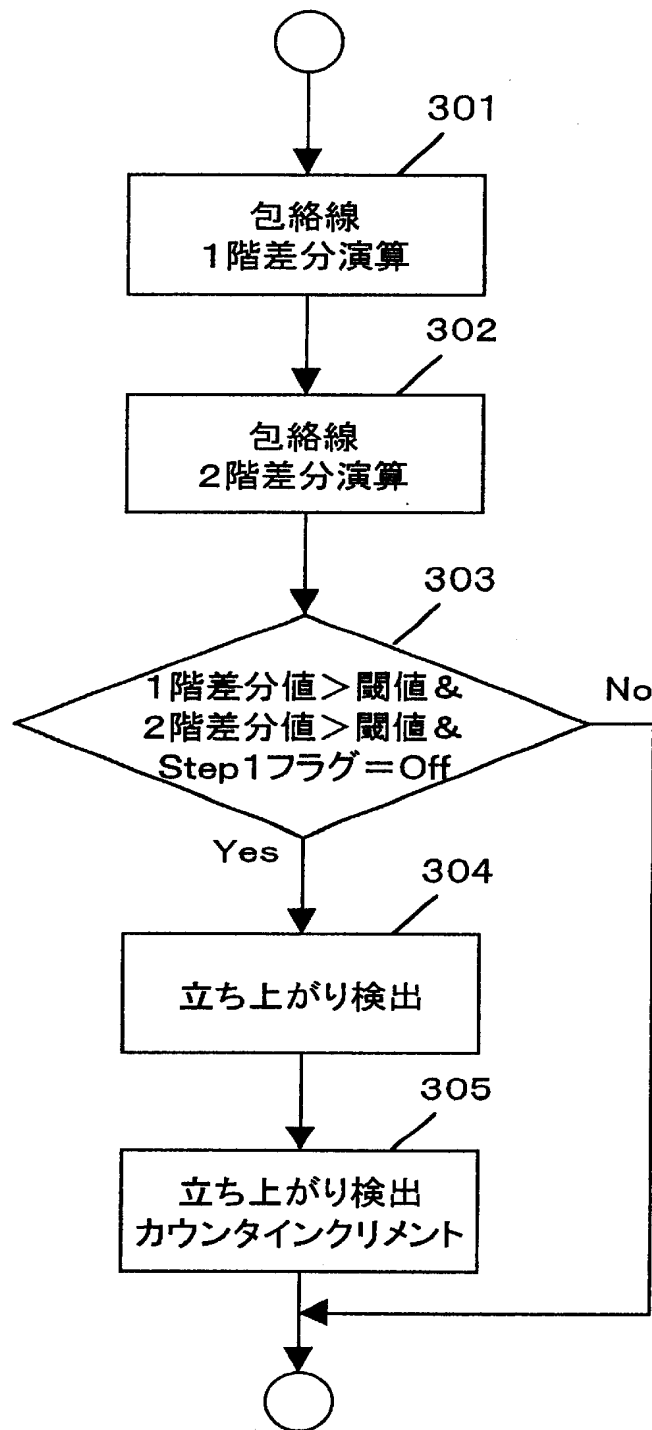 301
包絡線
1階差分演算
302
包絡線
2階差分演算
303
1階差分値>閾値&
2階差分値>閾値&
Step1フラグ=Off
No
Yes
304
立ち上がり検出
305
立ち上がり検出
カウンタインクリメント